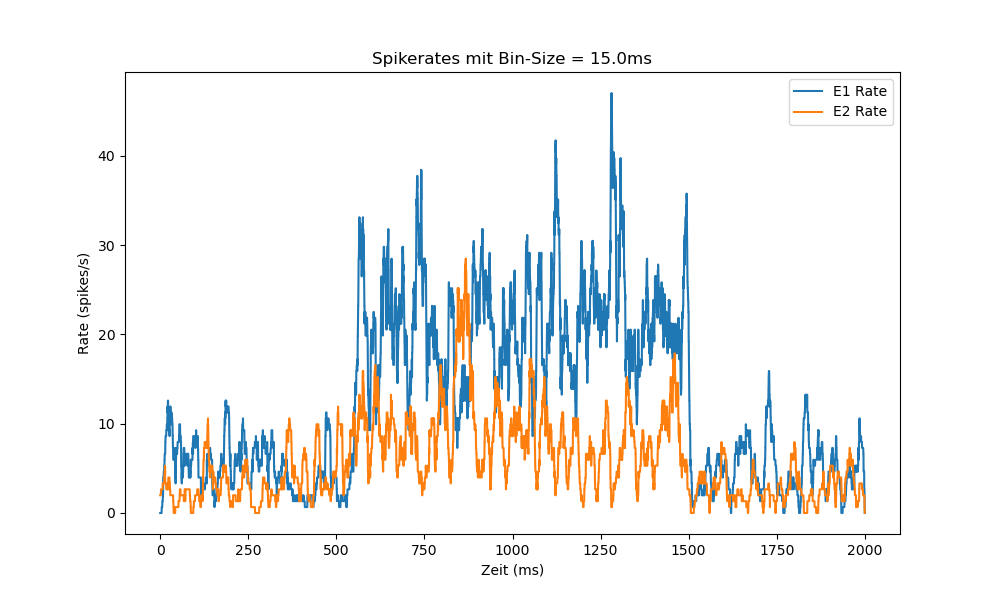 Spikerates mit Bin-Size = 15.0ms
E1 Rate
E2 Rate
Rate (spikes/s)
40
30
20
10
0
0 250 500 750 1000 1250 1500 1750 2000
Zeit (ms)